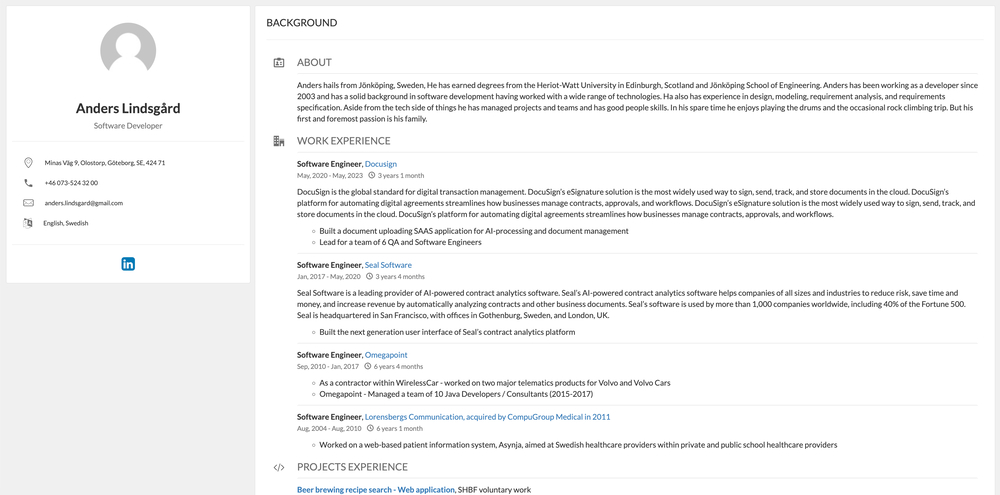 Anders Lindsgård
Software Developer
Minas Väg 9, Olostorp, Göteborg, SE, 424 71
+46 073-524 32 00
anders.lindsgard@gmail.com
English, Swedish
in
BACKGROUND
ABOUT
Anders hails from Jönköping, Sweden, He has earned degrees from the Heriot-Watt University in Edinburgh, Scotland and Jönköping School of Engineering. Anders has been working as a developer since
2003 and has a solid background in software development having worked with a wide range of technologies. Ha also has experience in design, modeling, requirement analysis, and requirements
specification. Aside from the tech side of things he has managed projects and teams and has good people skills. In his spare time he enjoys playing the drums and the occasional rock climbing trip. But his
first and foremost passion is his family.
WORK EXPERIENCE
Software Engineer, Docusign
May, 2020 - May, 2023 3 years 1 month
DocuSign is the global standard for digital transaction management. DocuSign's eSignature solution is the most widely used way to sign, send, track, and store documents in the cloud. DocuSign's
platform for automating digital agreements streamlines how businesses manage contracts, approvals, and workflows. DocuSign's eSignature solution is the most widely used way to sign, send, track, and
store documents in the cloud. DocuSign's platform for automating digital agreements streamlines how businesses manage contracts, approvals, and workflows.
Built a document uploading SAAS application for AI-processing and document management
Lead for a team of 6 QA and Software Engineers
Software Engineer, Seal Software
Jan, 2017 - May, 2020 3 years 4 months
Seal Software is a leading provider of AI-powered contract analytics software. Seal's AI-powered contract analytics software helps companies of all sizes and industries to reduce risk, save time and
money, and increase revenue by automatically analyzing contracts and other business documents. Seal's software is used by more than 1,000 companies worldwide, including 40% of the Fortune 500.
Seal is headquartered in San Francisco, with offices in Gothenburg, Sweden, and London, UK.
Built the next generation user interface of Seal's contract analytics platform
Software Engineer, Omegapoint
Sep, 2010 - Jan, 2017 6 years 4 months
As a contractor within WirelessCar - worked on two major telematics products for Volvo and Volvo Cars
Omegapoint - Managed a team of 10 Java Developers / Consultants (2015-2017)
Software Engineer, Lorensbergs Communication, acquired by CompuGroup Medical in 2011
Aug, 2004 - Aug, 2010 6 years 1 month
Worked on a web-based patient information system, Asynja, aimed at Swedish healthcare providers within private and public school healthcare providers
PROJECTS EXPERIENCE
Beer brewing recipe search - Web application, SHBF voluntary work